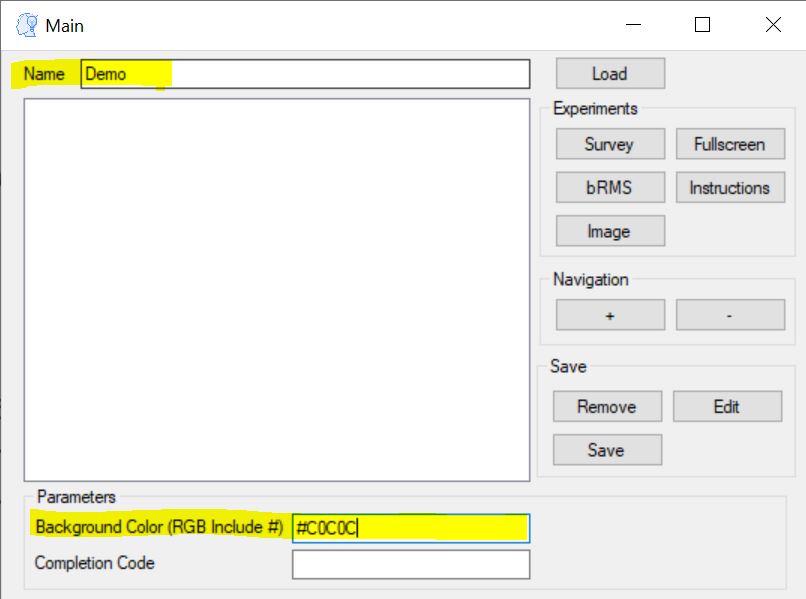 Main
Name Demo
Load
Experiments
Survey Fullscreen
bRMS Instructions
Image
Navigation
+ -
Save
Remove Edit
Save
Parameters
Background Color (RGB Include #) #C0C0C
Completion Code